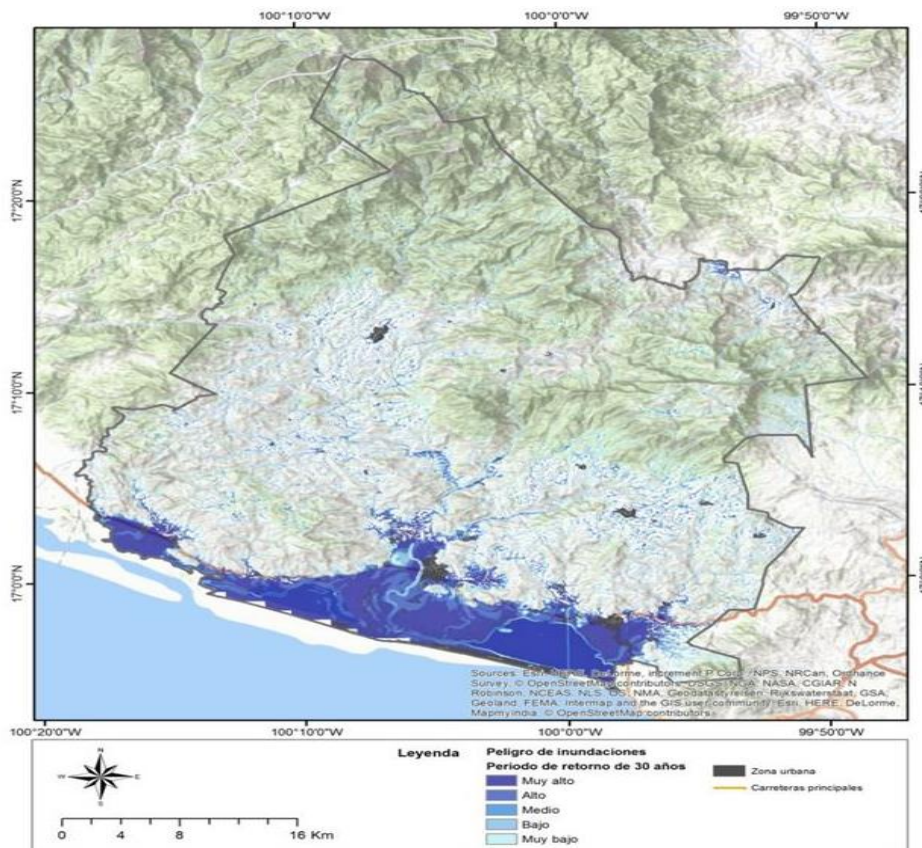 100°10'0"W
100°0'0"W
99°50'0"W
17°20'0"N
17°10'0"N
17°0'0"N
Sources: Esri, DeLorme, increment P Corp., NPS, NRCan, Ordnance
Survey, © OpenStreetMap contributors, USGS, NGA, NASA, CGIAR, N
Robinson, NCEAS, NLS, OS, NMA, Geodatastyrelsen, Rijkswaterstaat, GSA,
Geoland, FEMA, Intermap and the GIS user community, Esri, HERE, DeLorme,
MapmyIndia, © OpenStreetMap contributors
100°20'0"W
100°10'0"W
100°0'0"W
99°50'0"W
Leyenda
Peligro de inundaciones
Periodo de retorno de 30 años
Muy alto
Alto
Medio
Bajo
Muy bajo
Zona urbana
Carreteras principales
N
W
E
S
0 4 8 16 Km